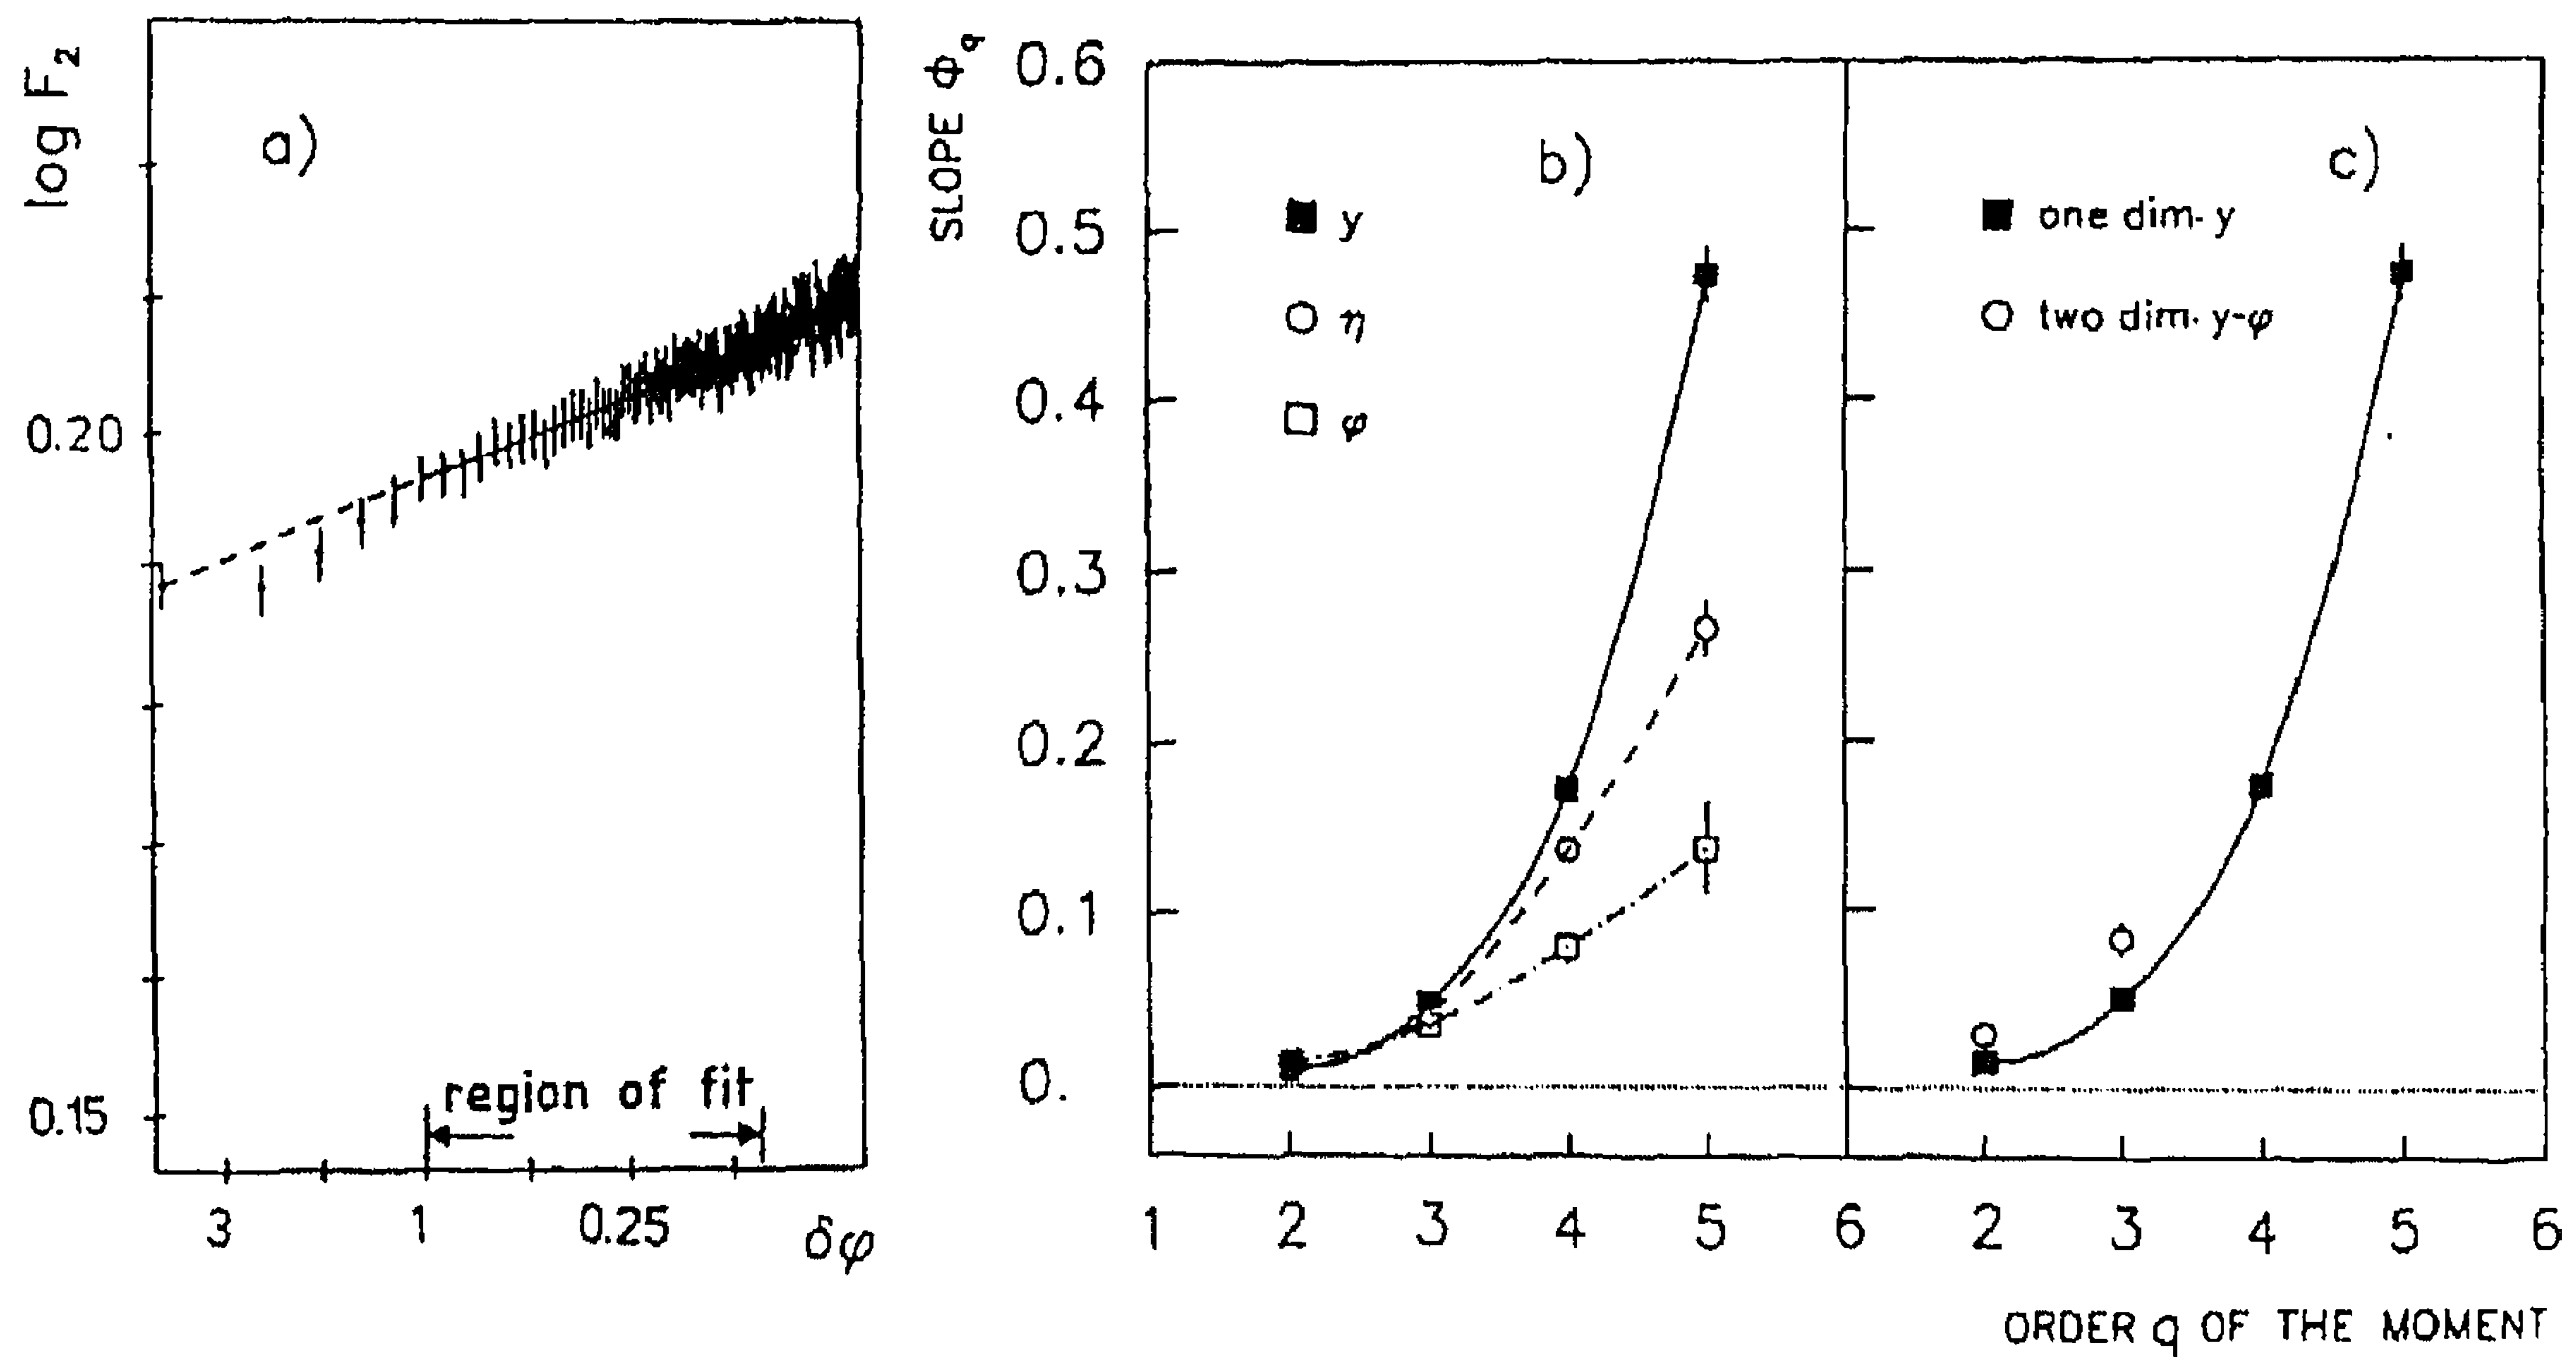 log F₂
a)
0.20
0.15
region of fit
3 1 0.25 δφ
SLOPE ϕq
0.6
0.5
0.4
0.3
0.2
0.1
0.
b)
y
η
φ
c)
one dim. y
two dim. y-φ
1 2 3 4 5 6 2 3 4 5 6
ORDER q OF THE MOMENT